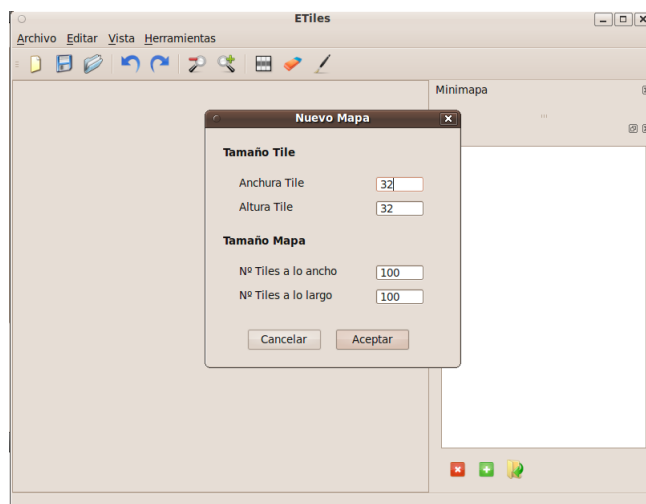 ETiles
Archivo Editar Vista Herramientas
Minimapa
Nuevo Mapa
Tamaño Tile
Anchura Tile 32
Altura Tile 32
Tamaño Mapa
Nº Tiles a lo ancho 100
Nº Tiles a lo largo 100
Cancelar Aceptar